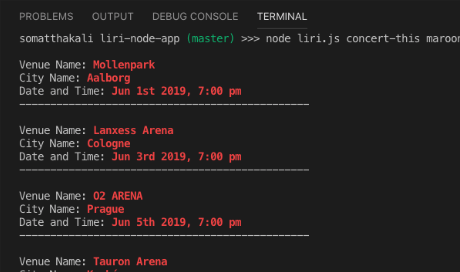 PROBLEMS OUTPUT DEBUG CONSOLE TERMINAL
somatthakali liri-node-app (master) >>> node liri.js concert-this maroon
Venue Name: Mollenpark
City Name: Aalborg
Date and Time: Jun 1st 2019, 7:00 pm
------------------------------------------------
Venue Name: Lanxess Arena
City Name: Cologne
Date and Time: Jun 3rd 2019, 7:00 pm
------------------------------------------------
Venue Name: O2 ARENA
City Name: Prague
Date and Time: Jun 5th 2019, 7:00 pm
------------------------------------------------
Venue Name: Tauron Arena
City Name: